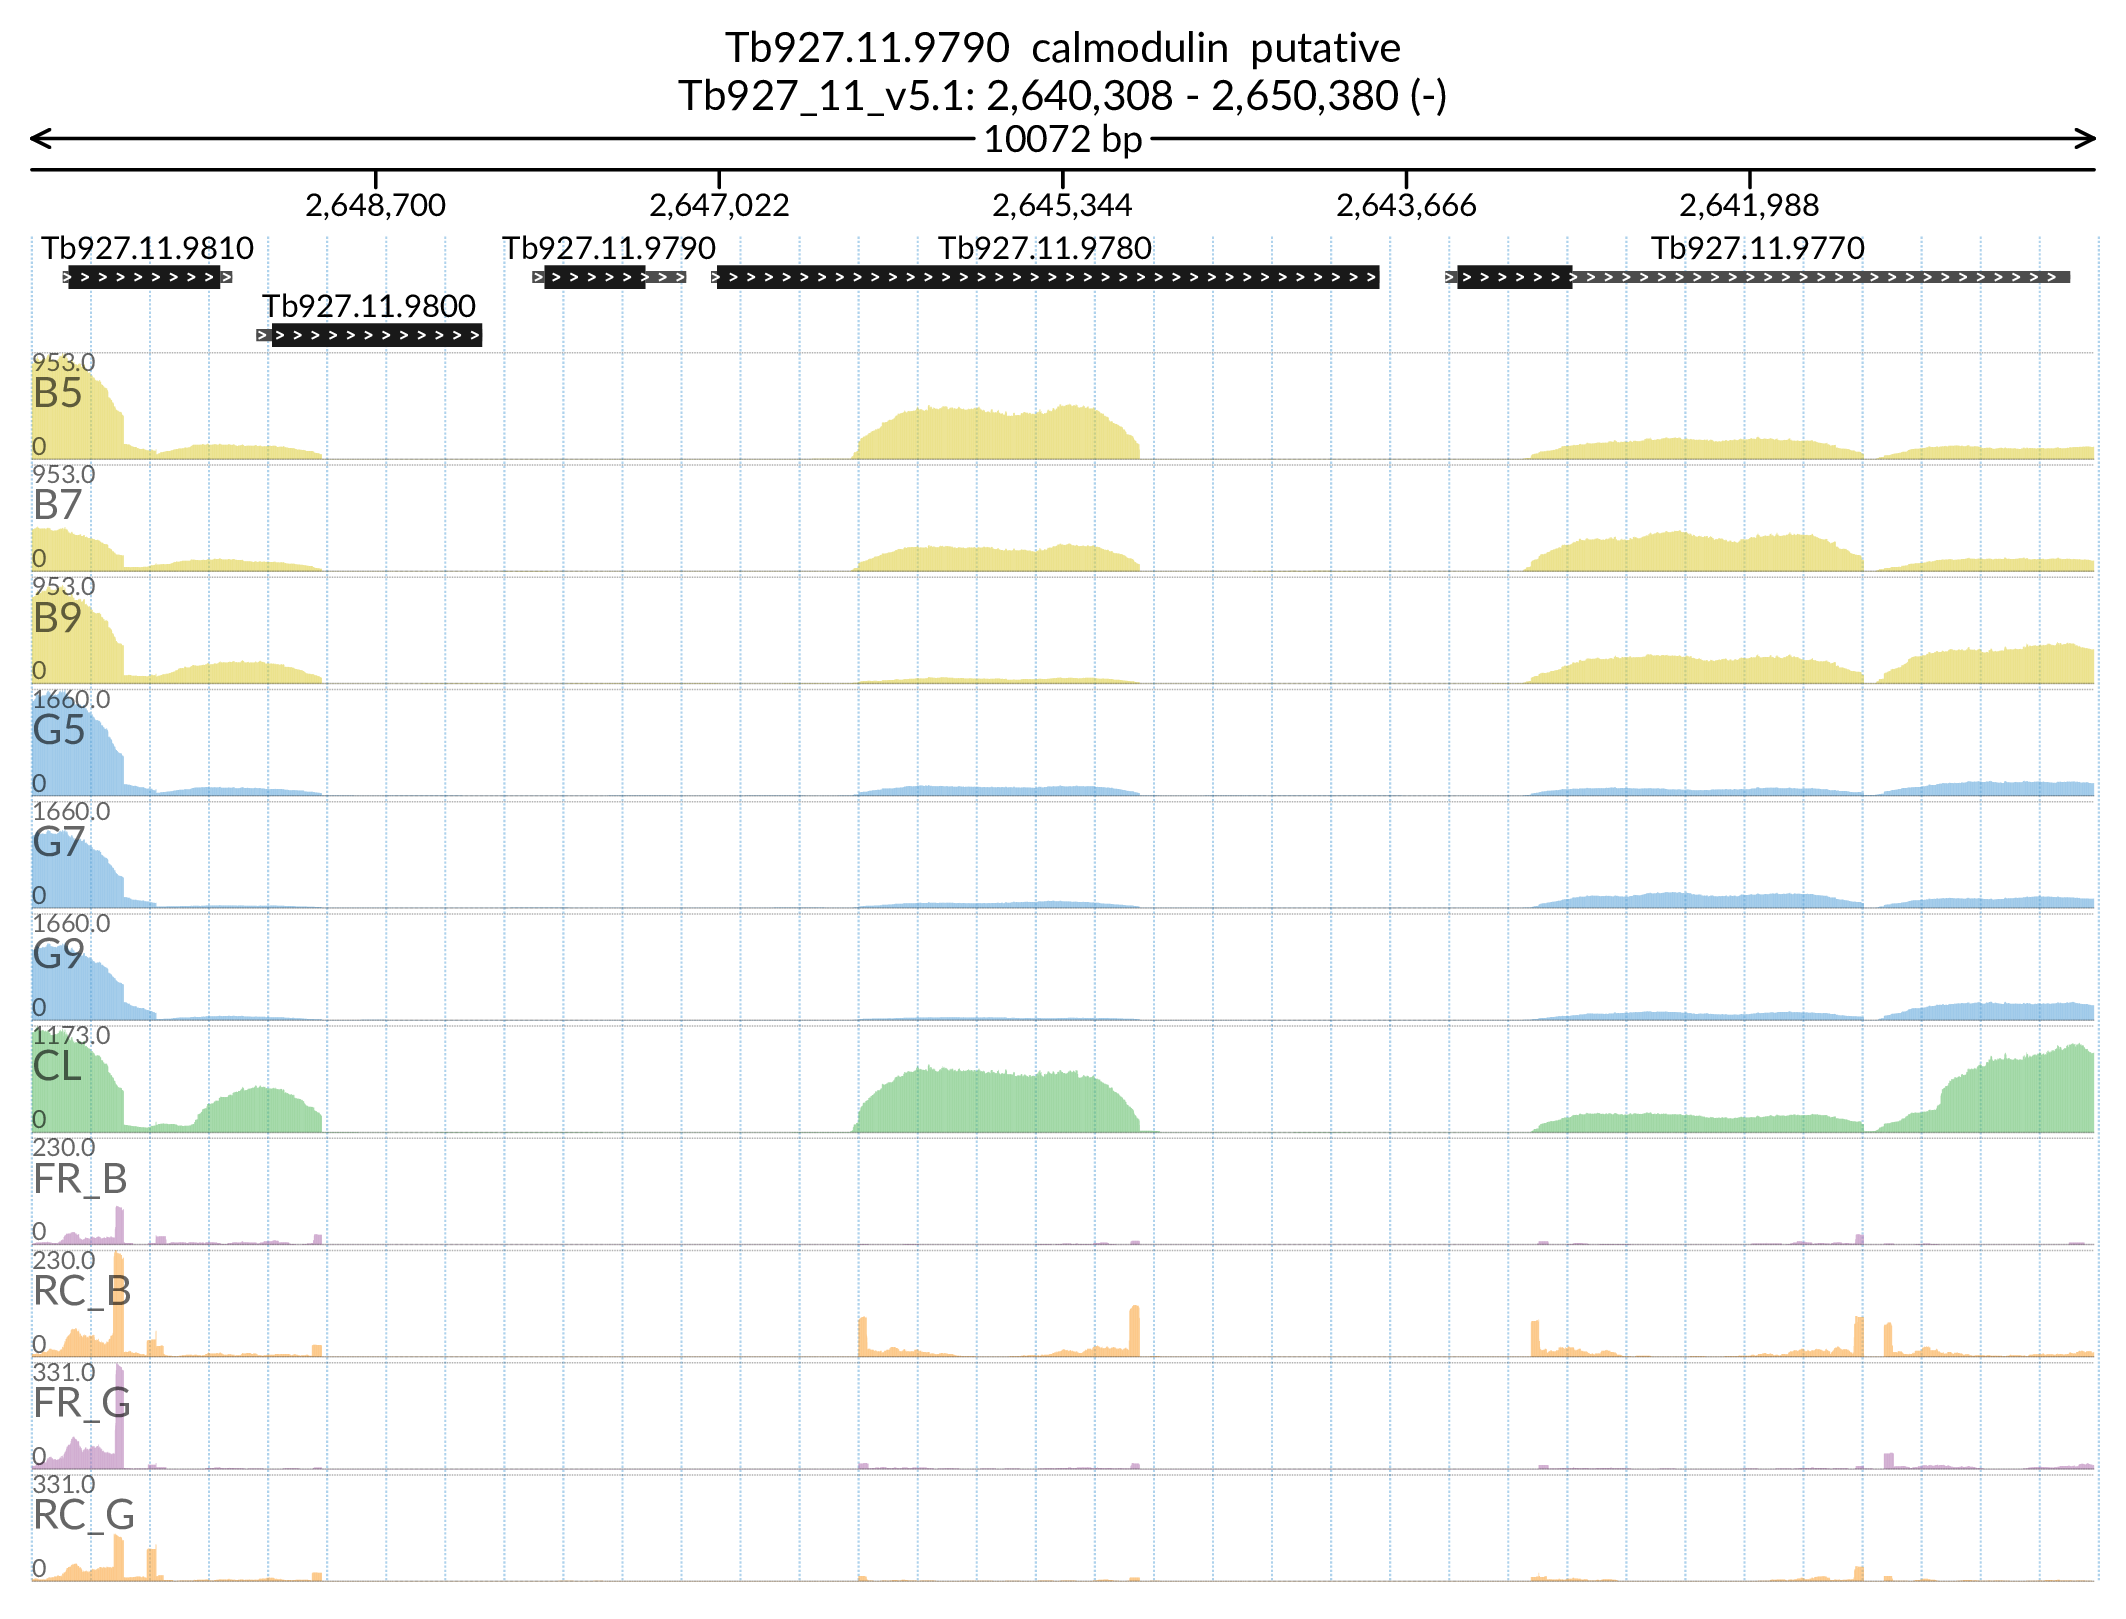 Tb927.11.9790 calmodulin putative
Tb927_11_v5.1: 2,640,308 - 2,650,380 (-)
10072 bp
2,648,700 2,647,022 2,645,344 2,643,666 2,641,988
Tb927.11.9810 Tb927.11.9790 Tb927.11.9780 Tb927.11.9770
Tb927.11.9800
953.0
B5
0
953.0
B7
0
953.0
B9
0
1660.0
G5
0
1660.0
G7
0
1660.0
G9
0
1173.0
CL
0
230.0
FR_B
0
230.0
RC_B
0
331.0
FR_G
0
331.0
RC_G
0